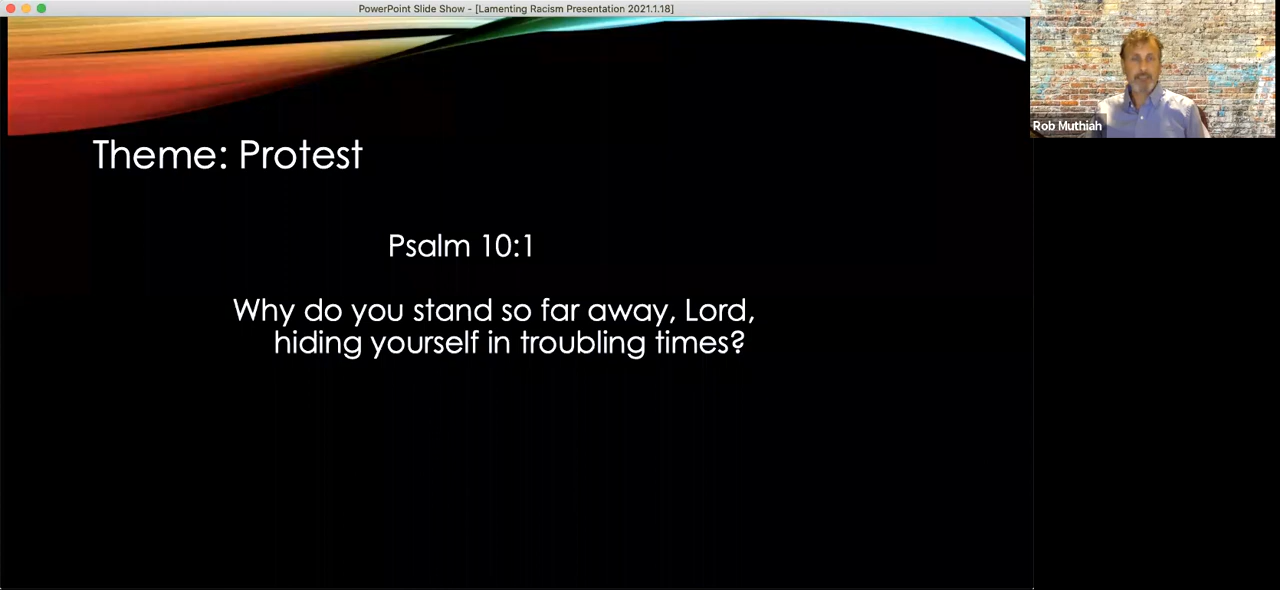 PowerPoint Slide Show - [Lamenting Racism Presentation 2021.1.18]
Theme: Protest
Psalm 10:1
Why do you stand so far away, Lord,
hiding yourself in troubling times?
Rob Muthiah